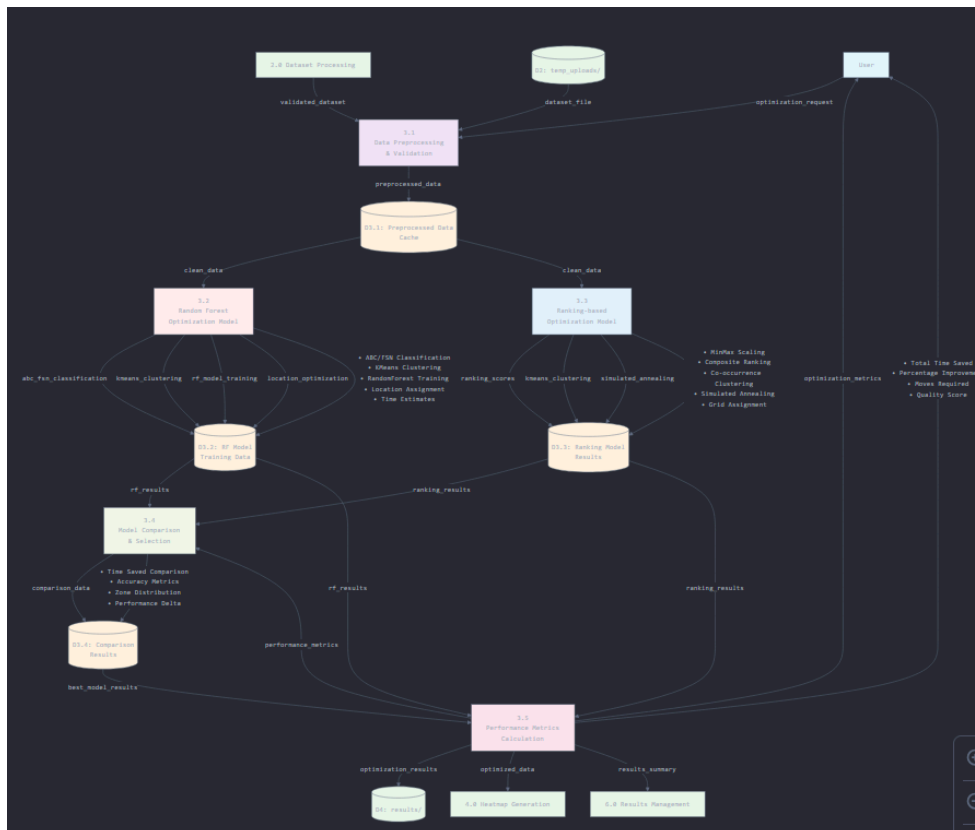 2.0 Dataset Processing
D2: temp_uploads/
User
validated_dataset
dataset_file
optimization_request
3.1
Data Preprocessing
& Validation
preprocessed_data
D3.1: Preprocessed Data
Cache
clean_data
clean_data
3.2
Random Forest
Optimization Model
3.3
Ranking-based
Optimization Model
abc_fsn_classification
kmeans_clustering
rf_model_training
location_optimization
• ABC/FSN Classification
• KMeans Clustering
• RandomForest Training
• Location Assignment
• Time Estimates
ranking_scores
kmeans_clustering
simulated_annealing
• MinMax Scaling
• Composite Ranking
• Co-occurrence
Clustering
• Simulated Annealing
• Grid Assignment
optimization_metrics
• Total Time Saved
• Percentage Improveme
• Moves Required
• Quality Score
D3.2: RF Model
Training Data
D3.3: Ranking Model
Results
rf_results
ranking_results
3.4
Model Comparison
& Selection
comparison_data
• Time Saved Comparison
• Accuracy Metrics
• Zone Distribution
• Performance Delta
rf_results
ranking_results
D3.4: Comparison
Results
performance_metrics
best_model_results
3.5
Performance Metrics
Calculation
optimization_results
optimized_data
results_summary
D4: results/
4.0 Heatmap Generation
5.0 Results Management